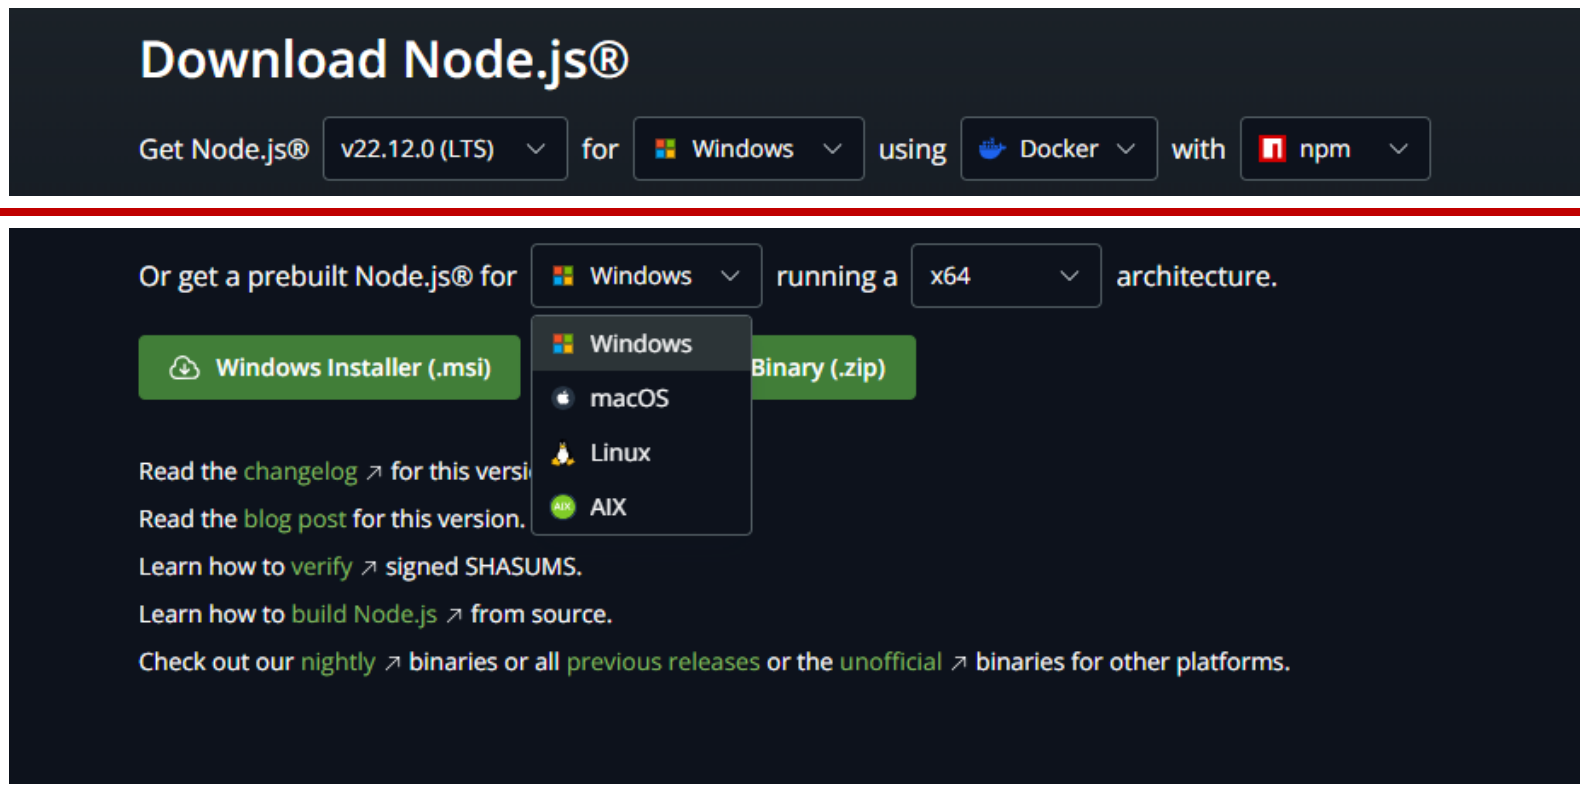 Download Node.js®
Get Node.js® v22.12.0 (LTS) for Windows using Docker with npm
Or get a prebuilt Node.js® for Windows running a x64 architecture.
Windows Installer (.msi) Binary (.zip)
Windows
macOS
Linux
AIX AIX
Read the changelog for this versi
Read the blog post for this version.
Learn how to verify signed SHASUMS.
Learn how to build Node.js from source.
Check out our nightly binaries or all previous releases or the unofficial binaries for other platforms.